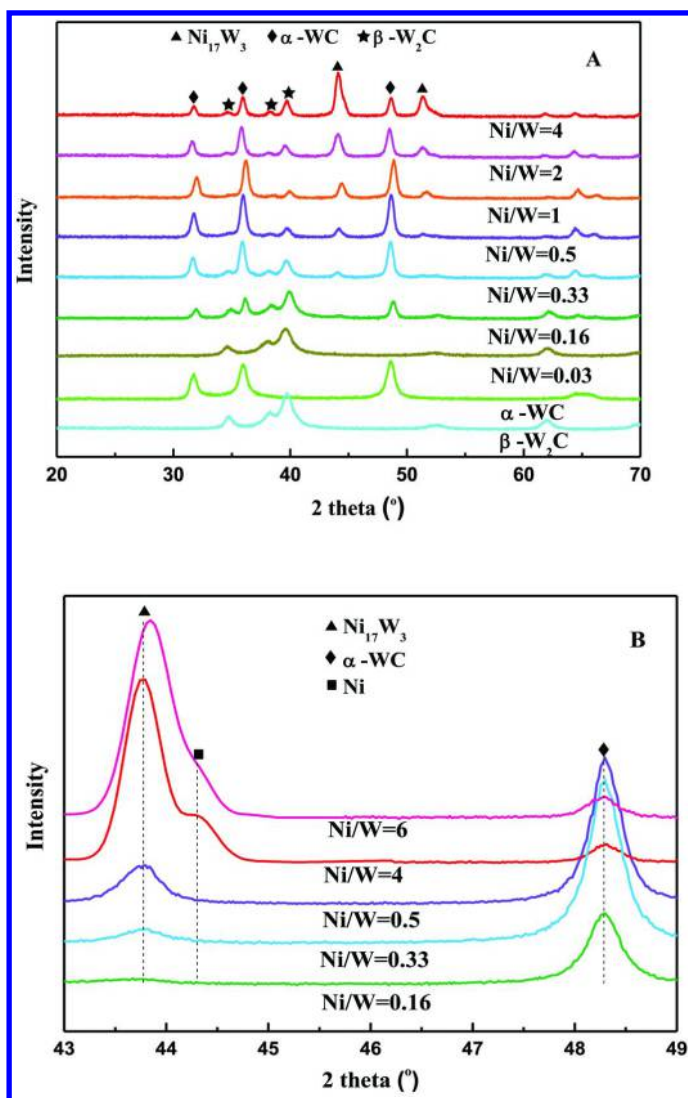 ▲ Ni17W3 ◆ α-WC ★ β-W2C
A
Ni/W=4
Ni/W=2
Ni/W=1
Ni/W=0.5
Ni/W=0.33
Ni/W=0.16
Ni/W=0.03
α-WC
β-W2C
Intensity
20 30 40 50 60 70
2 theta (°)
B
▲ Ni17W3
◆ α-WC
■ Ni
Ni/W=6
Ni/W=4
Ni/W=0.5
Ni/W=0.33
Ni/W=0.16
Intensity
43 44 45 46 47 48 49
2 theta (°)